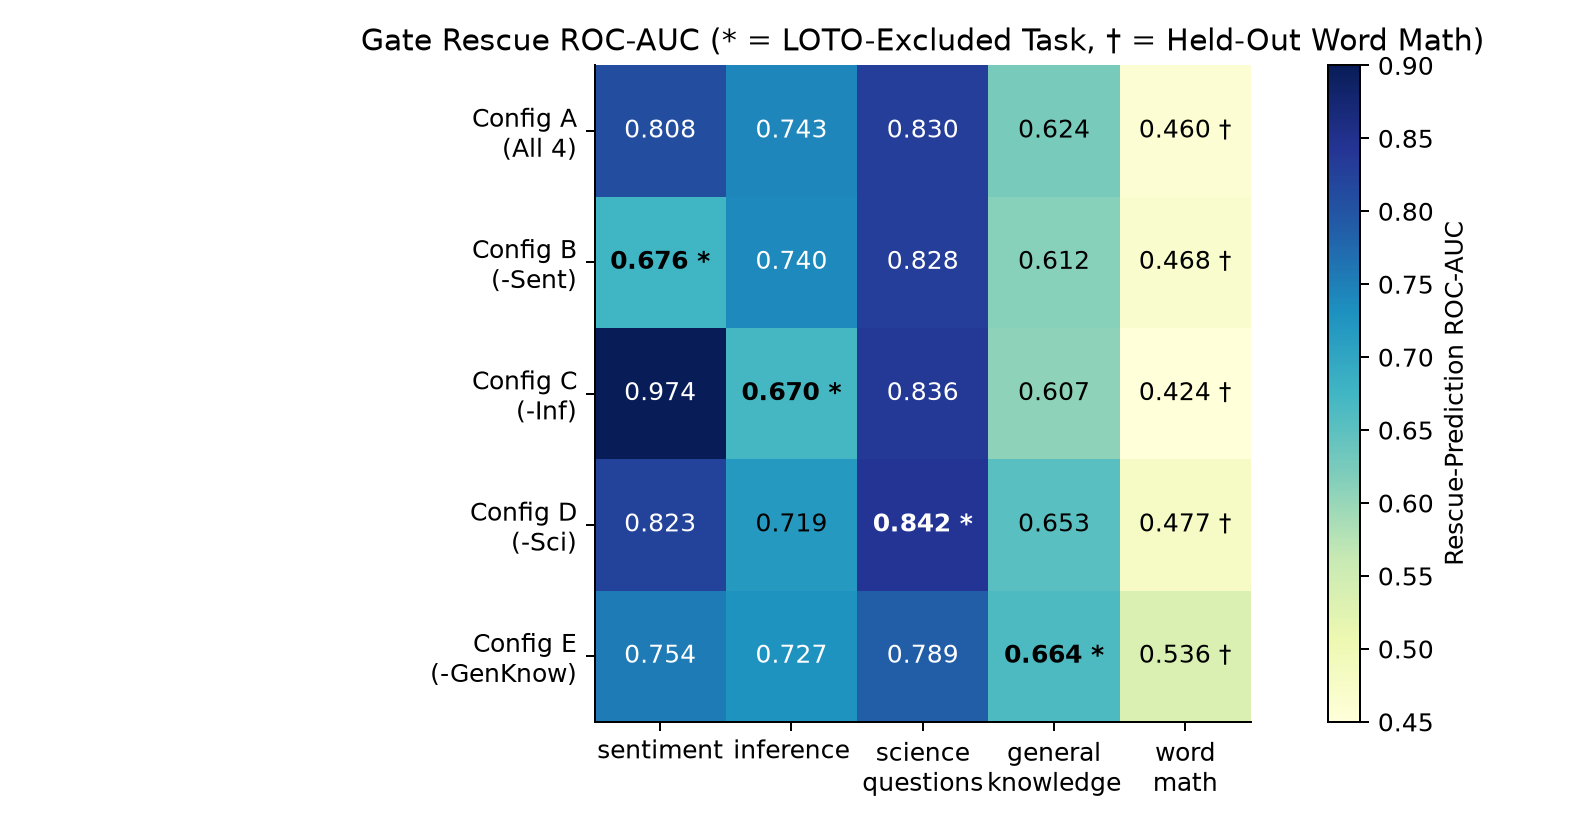 Gate Rescue ROC-AUC (* = LOTO-Excluded Task, † = Held-Out Word Math)
Config A
(All 4)
0.808
0.743
0.830
0.624
0.460 †
Config B
(-Sent)
0.676 *
0.740
0.828
0.612
0.468 †
Config C
(-Inf)
0.974
0.670 *
0.836
0.607
0.424 †
Config D
(-Sci)
0.823
0.719
0.842 *
0.653
0.477 †
Config E
(-GenKnow)
0.754
0.727
0.789
0.664 *
0.536 †
sentiment
inference
science
questions
general
knowledge
word
math
0.90
0.85
0.80
0.75
0.70
0.65
0.60
0.55
0.50
0.45
Rescue-Prediction ROC-AUC